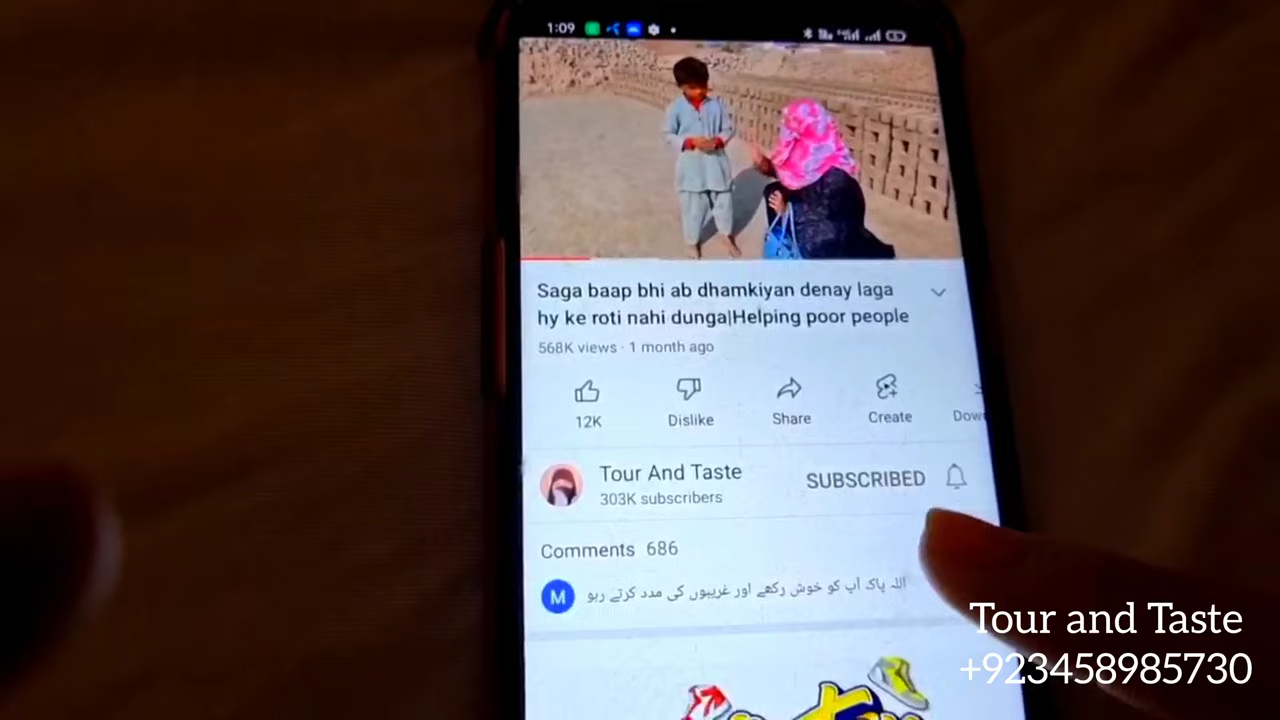 1:09
Saga baap bhi ab dhamkiyan denay laga
hy ke roti nahi dunga|Helping poor people
568K views · 1 month ago
12K
Dislike
Share
Create
Dow
Tour And Taste
303K subscribers
SUBSCRIBED
Comments 686
M
اللہ پاک آپ کو خوش رکھے اور غریبوں کی مدد کرتے رہو
Tour and Taste
+923458985730